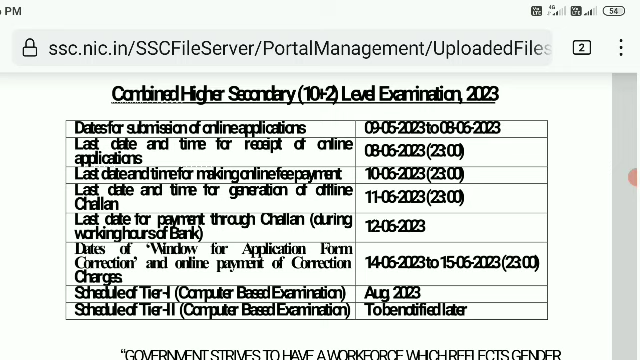 PM
4G
54
ssc.nic.in/SSCFileServer/PortalManagement/UploadedFiles
2
Combined Higher Secondary (10+2) Level Examination, 2023
Dates for submission of online applications 09-05-2023 to 08-06-2023
Last date and time for receipt of online
applications 08-06-2023 (23:00)
Last date and time for making online fee payment 10-06-2023 (23:00)
Last date and time for generation of offline
Challan 11-06-2023 (23:00)
Last date for payment through Challan (during
working hours of Bank) 12-06-2023
Dates of ‘Window for Application Form
Correction’ and online payment of Correction
Charges. 14-06-2023 to 15-06-2023 (23:00)
Schedule of Tier-I (Computer Based Examination) Aug, 2023
Schedule of Tier-II (Computer Based Examination) To be notified later
“GOVERNMENT STRIVES TO HAVE A WORKFORCE WHICH REFLECTS GENDER